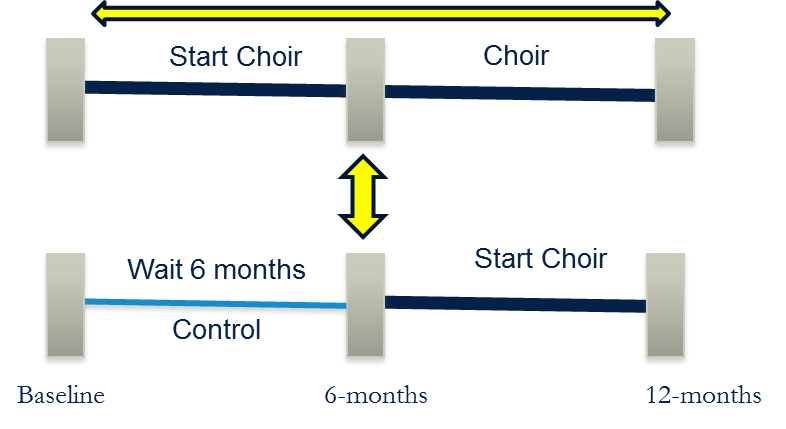 Start Choir
Choir
Wait 6 months
Start Choir
Control
Baseline
6-months
12-months